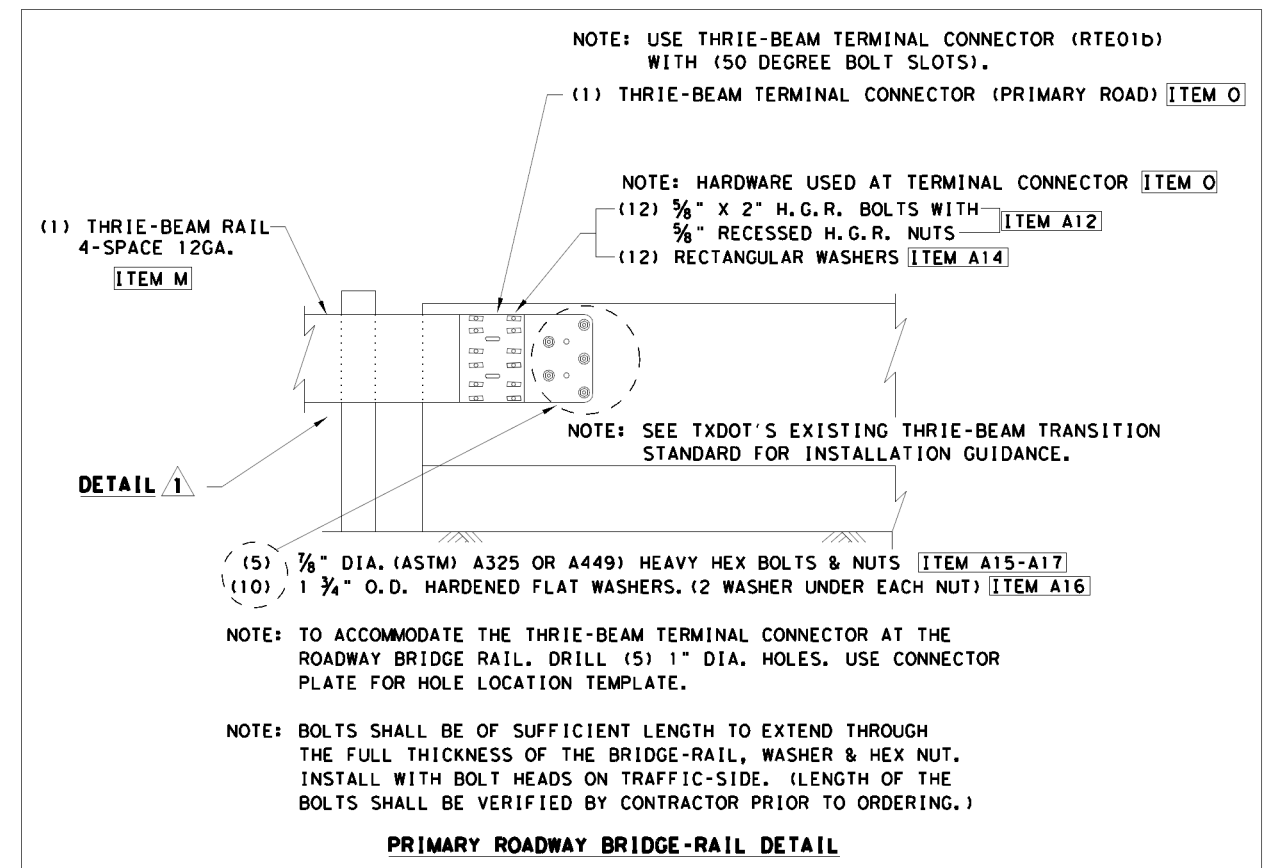 NOTE: USE THRIE-BEAM TERMINAL CONNECTOR (RTE01b)
WITH (50 DEGREE BOLT SLOTS).
(1) THRIE-BEAM TERMINAL CONNECTOR (PRIMARY ROAD) ITEM O
NOTE: HARDWARE USED AT TERMINAL CONNECTOR ITEM O
(12) 5/8" X 2" H.G.R. BOLTS WITH
5/8" RECESSED H.G.R. NUTS
ITEM A12
(12) RECTANGULAR WASHERS ITEM A14
(1) THRIE-BEAM RAIL
4-SPACE 12GA.
ITEM M
NOTE: SEE TXDOT'S EXISTING THRIE-BEAM TRANSITION
STANDARD FOR INSTALLATION GUIDANCE.
DETAIL 1
(5) 7/8" DIA. (ASTM) A325 OR A449) HEAVY HEX BOLTS & NUTS ITEM A15-A17
(10) 1 3/4" O.D. HARDENED FLAT WASHERS. (2 WASHER UNDER EACH NUT) ITEM A16
NOTE: TO ACCOMMODATE THE THRIE-BEAM TERMINAL CONNECTOR AT THE
ROADWAY BRIDGE RAIL. DRILL (5) 1" DIA. HOLES. USE CONNECTOR
PLATE FOR HOLE LOCATION TEMPLATE.
NOTE: BOLTS SHALL BE OF SUFFICIENT LENGTH TO EXTEND THROUGH
THE FULL THICKNESS OF THE BRIDGE-RAIL, WASHER & HEX NUT.
INSTALL WITH BOLT HEADS ON TRAFFIC-SIDE. (LENGTH OF THE
BOLTS SHALL BE VERIFIED BY CONTRACTOR PRIOR TO ORDERING.)
PRIMARY ROADWAY BRIDGE-RAIL DETAIL